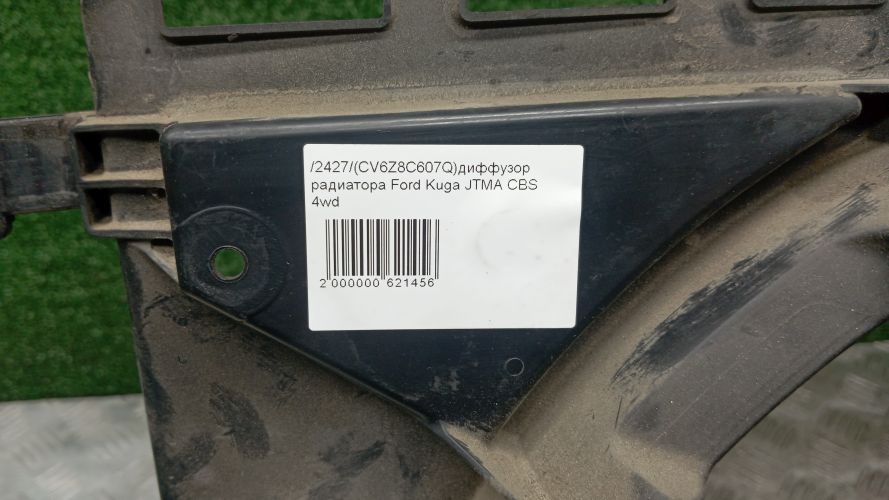 /2427/(CV6Z8C607Q)диффузор
радиатора Ford Kuga JTMA CBS
4wd
2 000000 621456